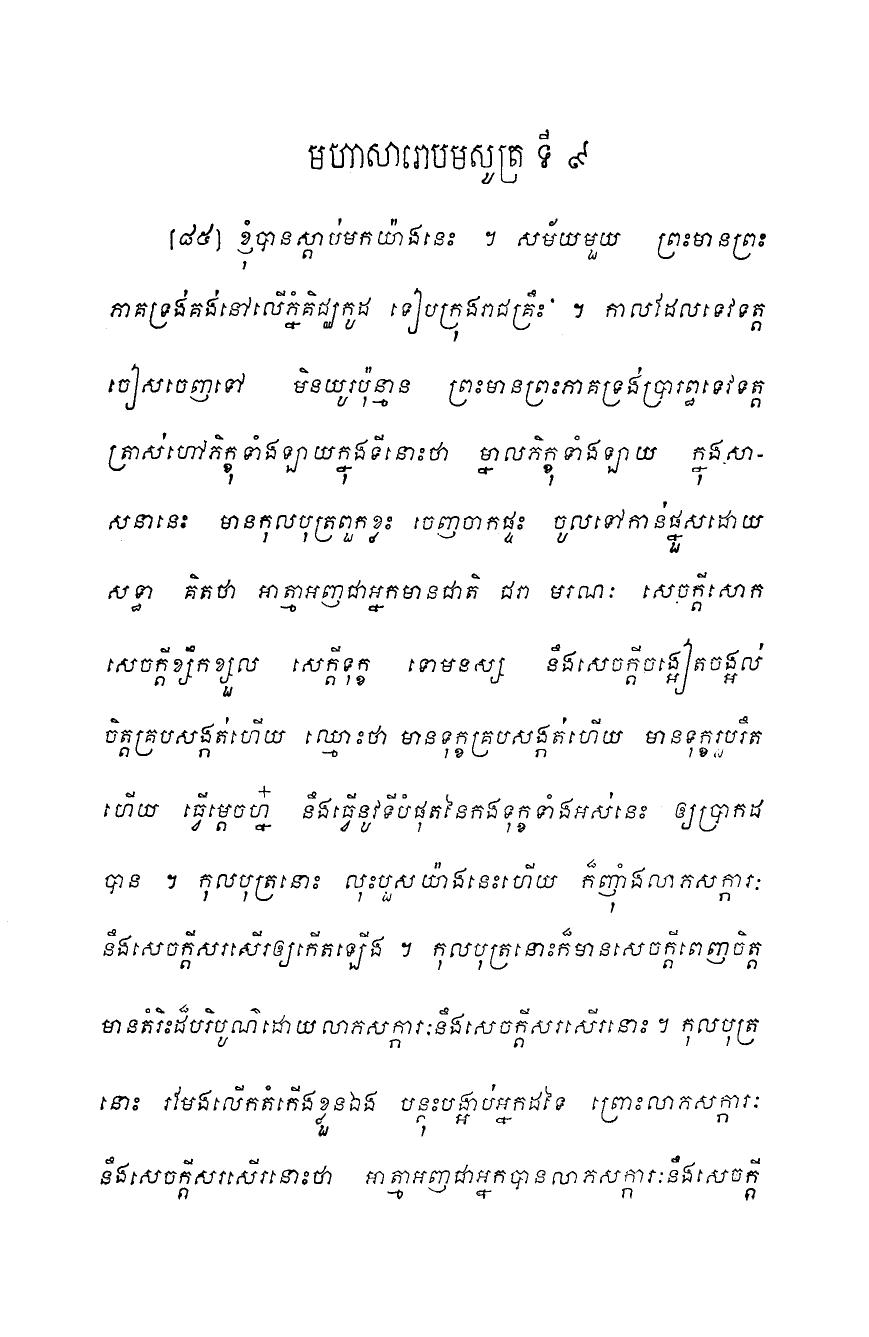 មហាសារោបមសូត្រ ទី ៩
[៨៥] ខ្ញុំបានស្តាប់មកយ៉ាងនេះ ។ សម័យមួយ ព្រះមានព្រះ
ភាគទ្រង់គង់នៅលើភ្នំគិជ្ឈកូដ ទៀបក្រុងរាជគ្រឹះ ។ កាលដែលទេវទត្ត
ចៀសចេញទៅ មិនយូរប៉ុន្មាន ព្រះមានព្រះភាគទ្រង់ប្រារព្ធទេវទត្ត
ត្រាស់ហៅភិក្ខុទាំងឡាយក្នុងទីនោះថា ម្នាលភិក្ខុទាំងឡាយ ក្នុងសា-
សនានេះ មានកុលបុត្រពួកខ្លះ ចេញចាកផ្ទះ ចូលទៅកាន់ផ្នួសដោយ
សទ្ធា គិតថា អាត្មាអញជាអ្នកមានជាតិ ជរា មរណៈ សេចក្តីសោក
សេចក្តីខ្សឹកខ្សួល សេក្តីទុក្ខ ទោមនស្ស នឹងសេចក្តីចង្អៀតចង្អល់
ចិត្តគ្របសង្កត់ហើយ ឈ្មោះថា មានទុក្ខគ្របសង្កត់ហើយ មានទុក្ខរួបរឹត
ហើយ ធ្វើម្តេចហ្ន៎ នឹងធ្វើនូវទីបំផុតនៃកងទុក្ខទាំងអស់នេះ ឲ្យប្រាកដ
បាន ។ កុលបុត្រនោះ លុះបួសយ៉ាងនេះហើយ ក៏ញ៉ាំងលាភសក្ការៈ
នឹងសេចក្តីសរសើរឲ្យកើតឡើង ។ កុលបុត្រនោះក៏មានសេចក្តីពេញចិត្ត
មានតំរិះដ៏បរិបូណ៌ដោយលាភសក្ការៈនឹងសេចក្តីសរសើរនោះ ។ កុលបុត្រ
នោះ រមែងលើកតំកើងខ្លួនឯង បន្តុះបង្អាប់អ្នកដទៃ ព្រោះលាភសក្ការៈ
នឹងសេចក្តីសរសើរនោះថា អាត្មាអញជាអ្នកបានលាភសក្ការៈនឹងសេចក្តី